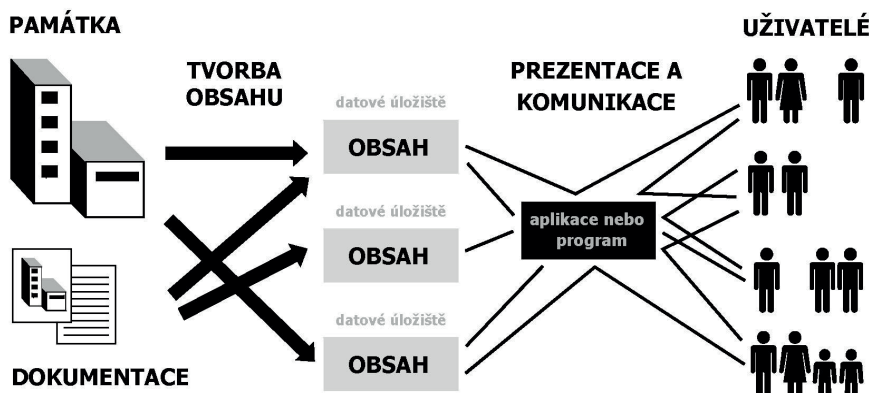 PAMÁTKA
DOKUMENTACE
TVORBA
OBSAHU
datové úložiště
OBSAH
datové úložiště
OBSAH
datové úložiště
OBSAH
PREZENTACE A
KOMUNIKACE
aplikace nebo
program
UŽIVATELÉ